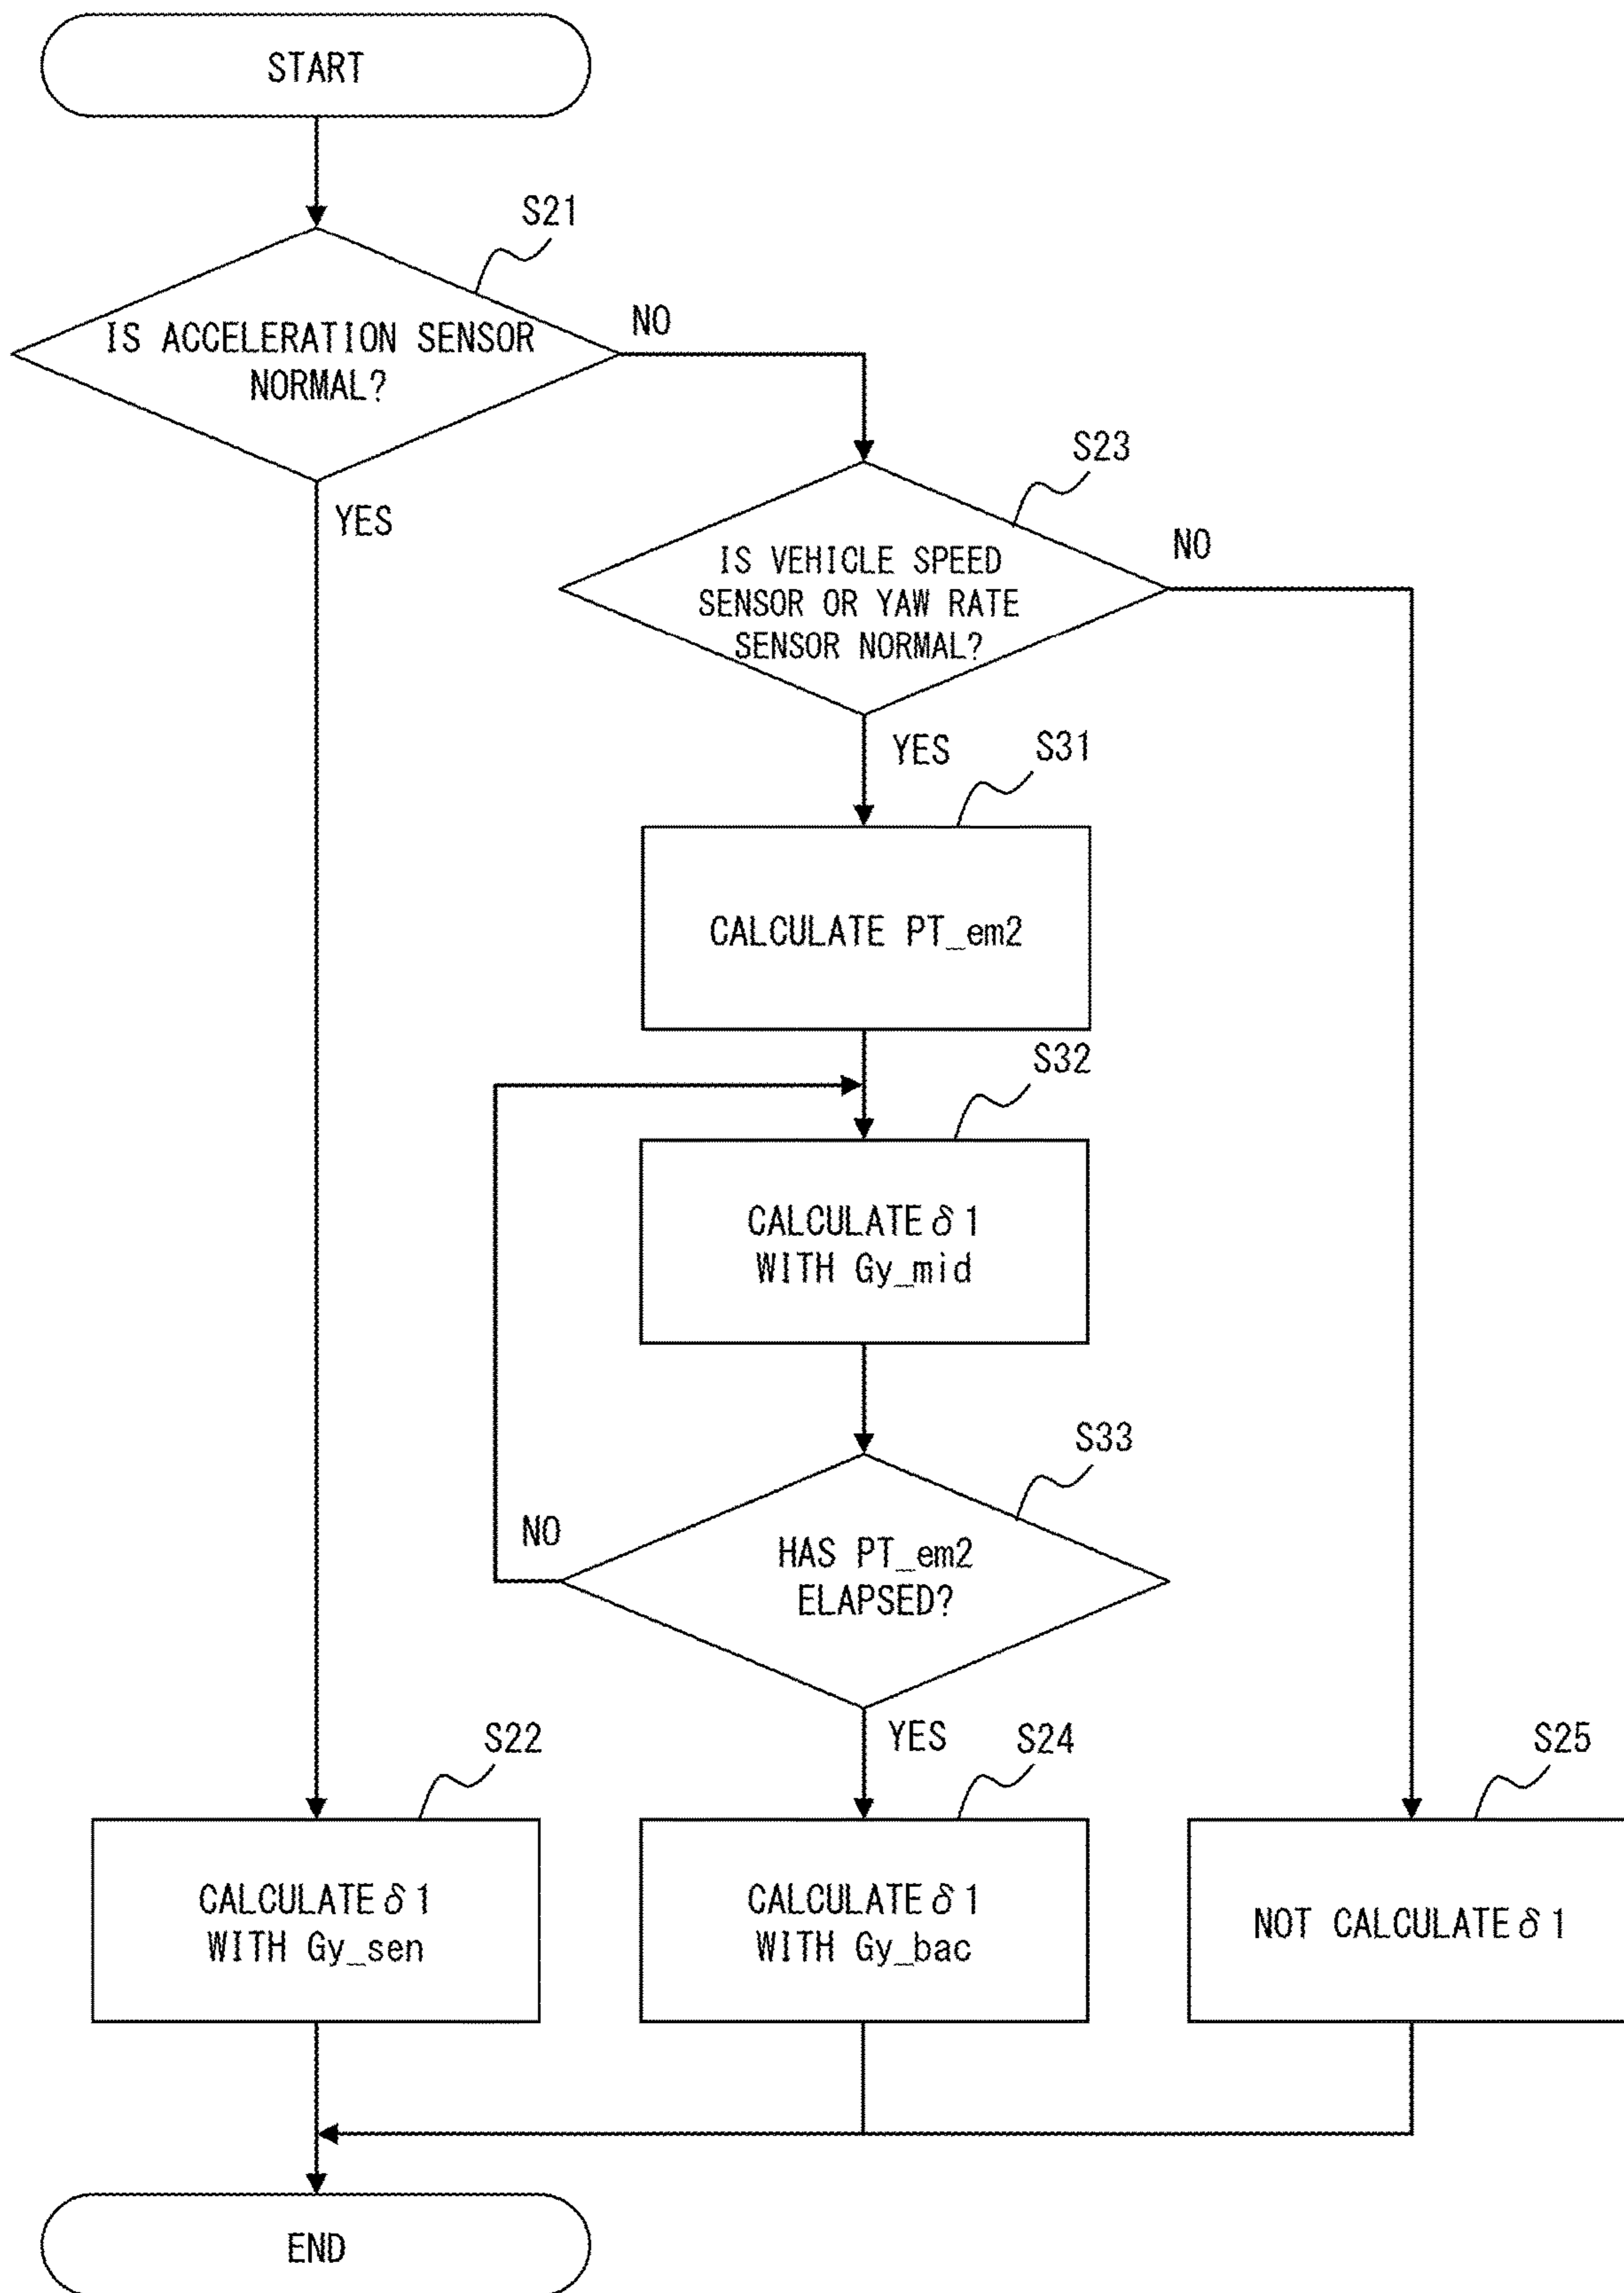 START
S21
IS ACCELERATION SENSOR
NORMAL?
NO
YES
S23
IS VEHICLE SPEED
SENSOR OR YAW RATE
SENSOR NORMAL?
NO
YES
S31
CALCULATE PT_em2
S32
CALCULATE δ1
WITH Gy_mid
S33
HAS PT_em2
ELAPSED?
NO
YES
S22
CALCULATE δ1
WITH Gy_sen
S24
CALCULATE δ1
WITH Gy_bac
S25
NOT CALCULATE δ1
END